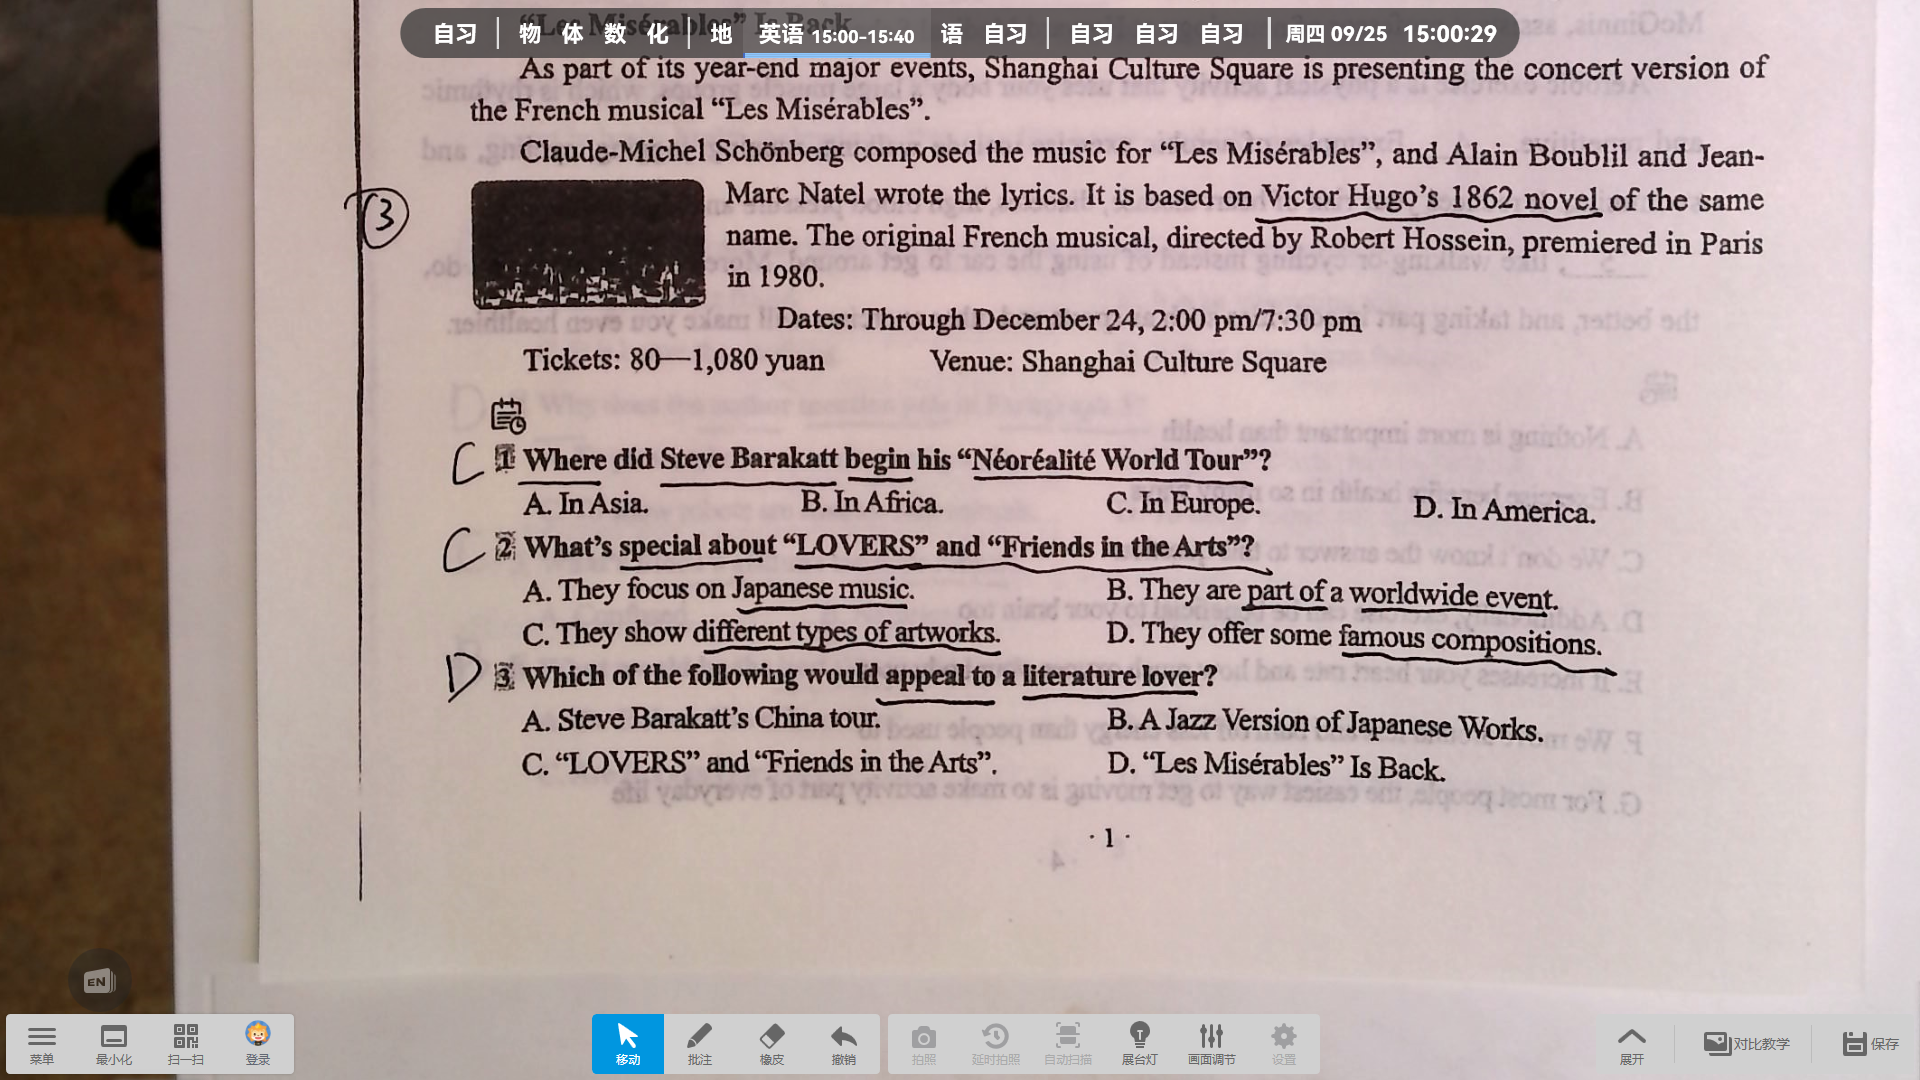 “Les Misérables” Is Back
自习 物 体 数 化 地 英语 15:00-15:40 语 自习 自习 自习 自习 周四 09/25 15:00:29
As part of its year-end major events, Shanghai Culture Square is presenting the concert version of
the French musical “Les Misérables”.
Claude-Michel Schönberg composed the music for “Les Misérables”, and Alain Boublil and Jean-
Marc Natel wrote the lyrics. It is based on Victor Hugo’s 1862 novel of the same
③
name. The original French musical, directed by Robert Hossein, premiered in Paris
in 1980.
Dates: Through December 24, 2:00 pm/7:30 pm
Tickets: 80—1,080 yuan Venue: Shanghai Culture Square
C 1 Where did Steve Barakatt begin his “Néoréalité World Tour”?
A. In Asia. B. In Africa. C. In Europe. D. In America.
C 2 What’s special about “LOVERS” and “Friends in the Arts”?
A. They focus on Japanese music. B. They are part of a worldwide event.
C. They show different types of artworks. D. They offer some famous compositions.
D 3 Which of the following would appeal to a literature lover?
A. Steve Barakatt’s China tour. B. A Jazz Version of Japanese Works.
C. “LOVERS” and “Friends in the Arts”. D. “Les Misérables” Is Back.
· 1 ·
EN
菜单 最小化 扫一扫 登录 移动 批注 橡皮 撤销 拍照 延时拍照 自动扫描 展台灯 画面调节 设置 展开 对比教学 保存